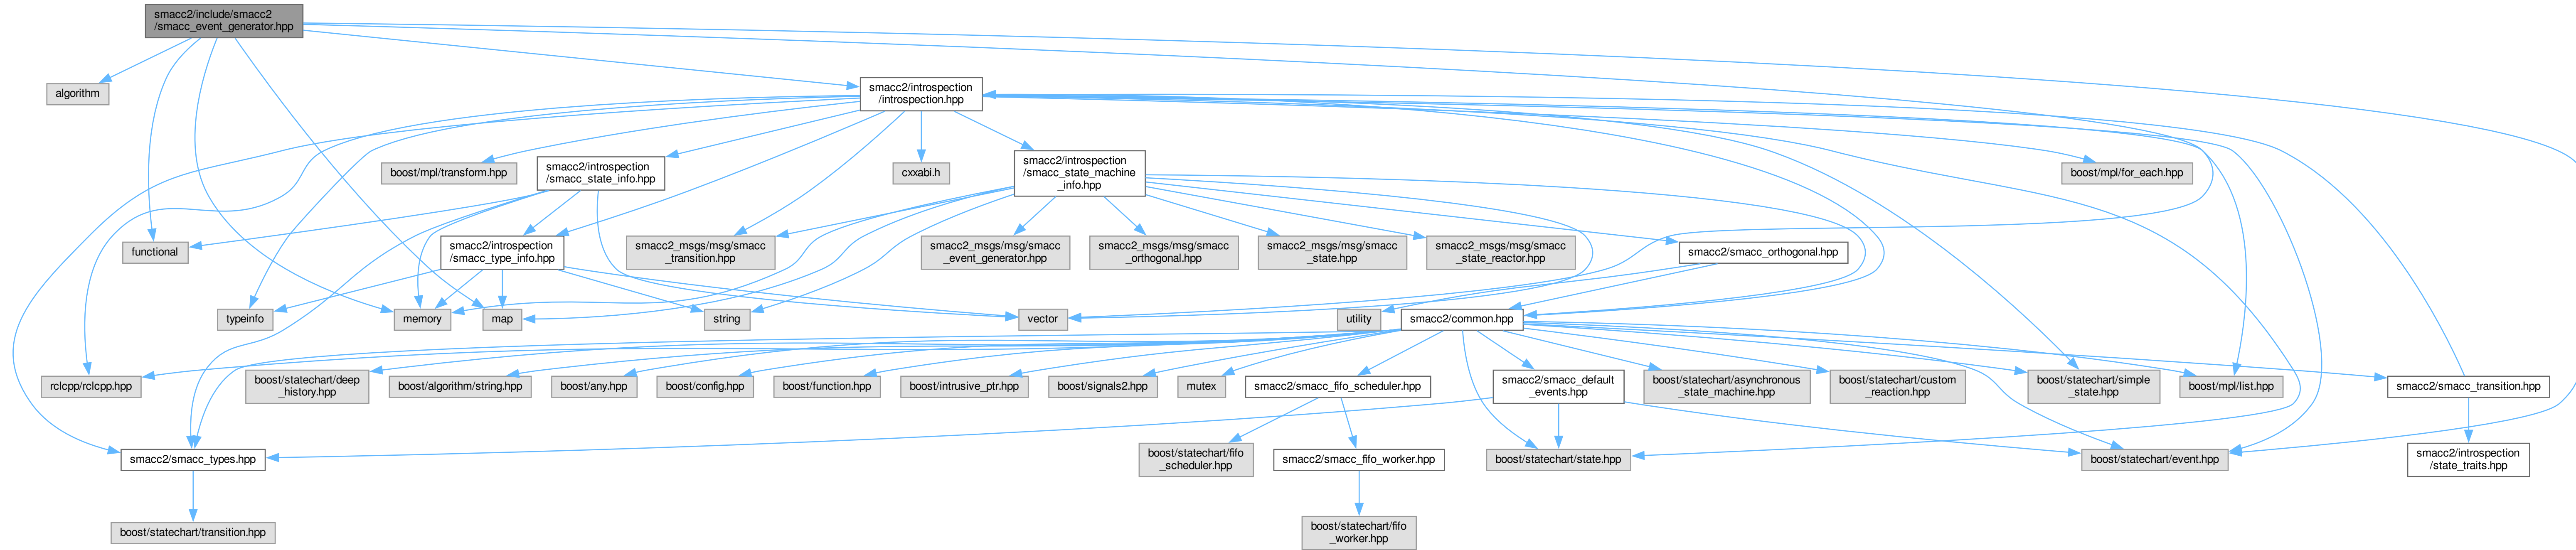 smacc2/include/smacc2
/smacc_event_generator.hpp
algorithm
smacc2/introspection
/introspection.hpp
boost/mpl/transform.hpp
smacc2/introspection
/smacc_state_info.hpp
cxxabi.h
smacc2/introspection
/smacc_state_machine
_info.hpp
boost/mpl/for_each.hpp
functional
smacc2/introspection
/smacc_type_info.hpp
smacc2_msgs/msg/smacc
_transition.hpp
smacc2_msgs/msg/smacc
_event_generator.hpp
smacc2_msgs/msg/smacc
_orthogonal.hpp
smacc2_msgs/msg/smacc
_state.hpp
smacc2_msgs/msg/smacc
_state_reactor.hpp
smacc2/smacc_orthogonal.hpp
typeinfo
memory
map
string
vector
utility
smacc2/common.hpp
rclcpp/rclcpp.hpp
boost/statechart/deep
_history.hpp
boost/algorithm/string.hpp
boost/any.hpp
boost/config.hpp
boost/function.hpp
boost/intrusive_ptr.hpp
boost/signals2.hpp
mutex
smacc2/smacc_fifo_scheduler.hpp
smacc2/smacc_default
_events.hpp
boost/statechart/asynchronous
_state_machine.hpp
boost/statechart/custom
_reaction.hpp
boost/statechart/simple
_state.hpp
boost/mpl/list.hpp
smacc2/smacc_transition.hpp
smacc2/smacc_types.hpp
boost/statechart/fifo
_scheduler.hpp
smacc2/smacc_fifo_worker.hpp
boost/statechart/state.hpp
boost/statechart/event.hpp
smacc2/introspection
/state_traits.hpp
boost/statechart/transition.hpp
boost/statechart/fifo
_worker.hpp